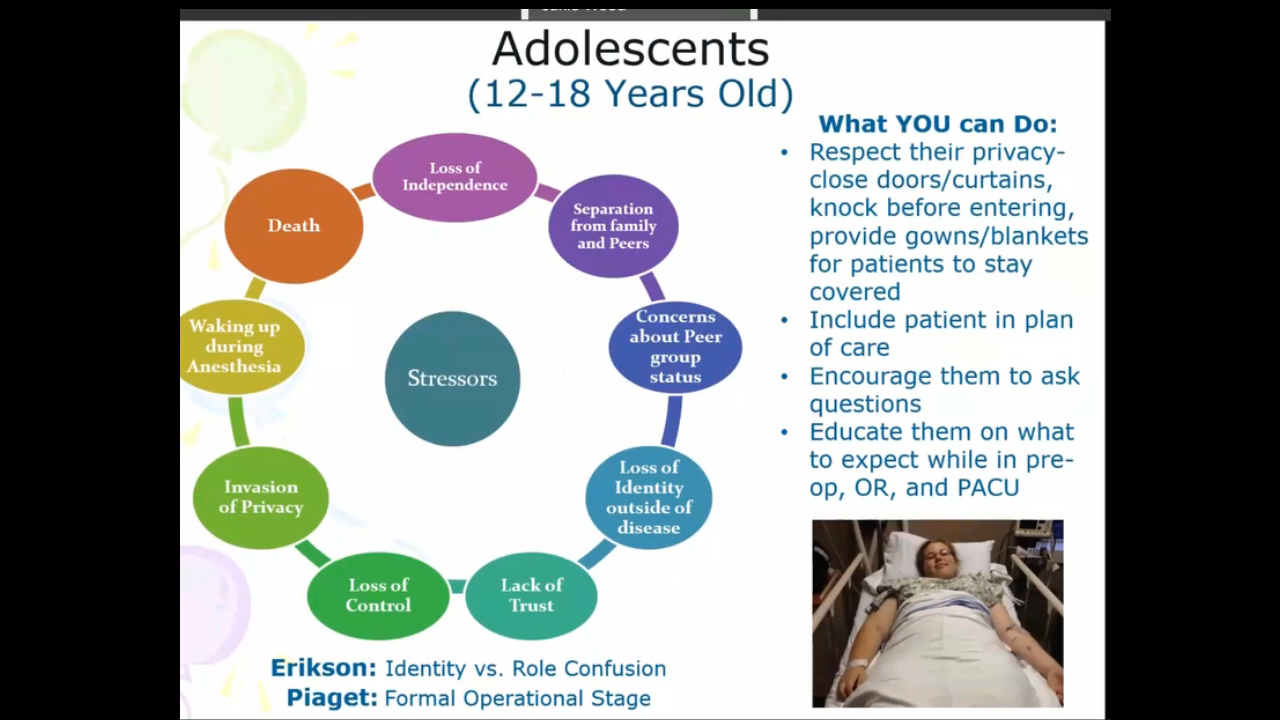 Adolescents
(12-18 Years Old)
What YOU can Do:
• Respect their privacy-
close doors/curtains,
knock before entering,
provide gowns/blankets
for patients to stay
covered
• Include patient in plan
of care
• Encourage them to ask
questions
• Educate them on what
to expect while in pre-
op, OR, and PACU
Loss of
Independence
Separation
from family
and Peers
Concerns
about Peer
group
status
Loss of
Identity
outside of
disease
Lack of
Trust
Loss of
Control
Invasion
of Privacy
Waking up
during
Anesthesia
Death
Stressors
Erikson: Identity vs. Role Confusion
Piaget: Formal Operational Stage